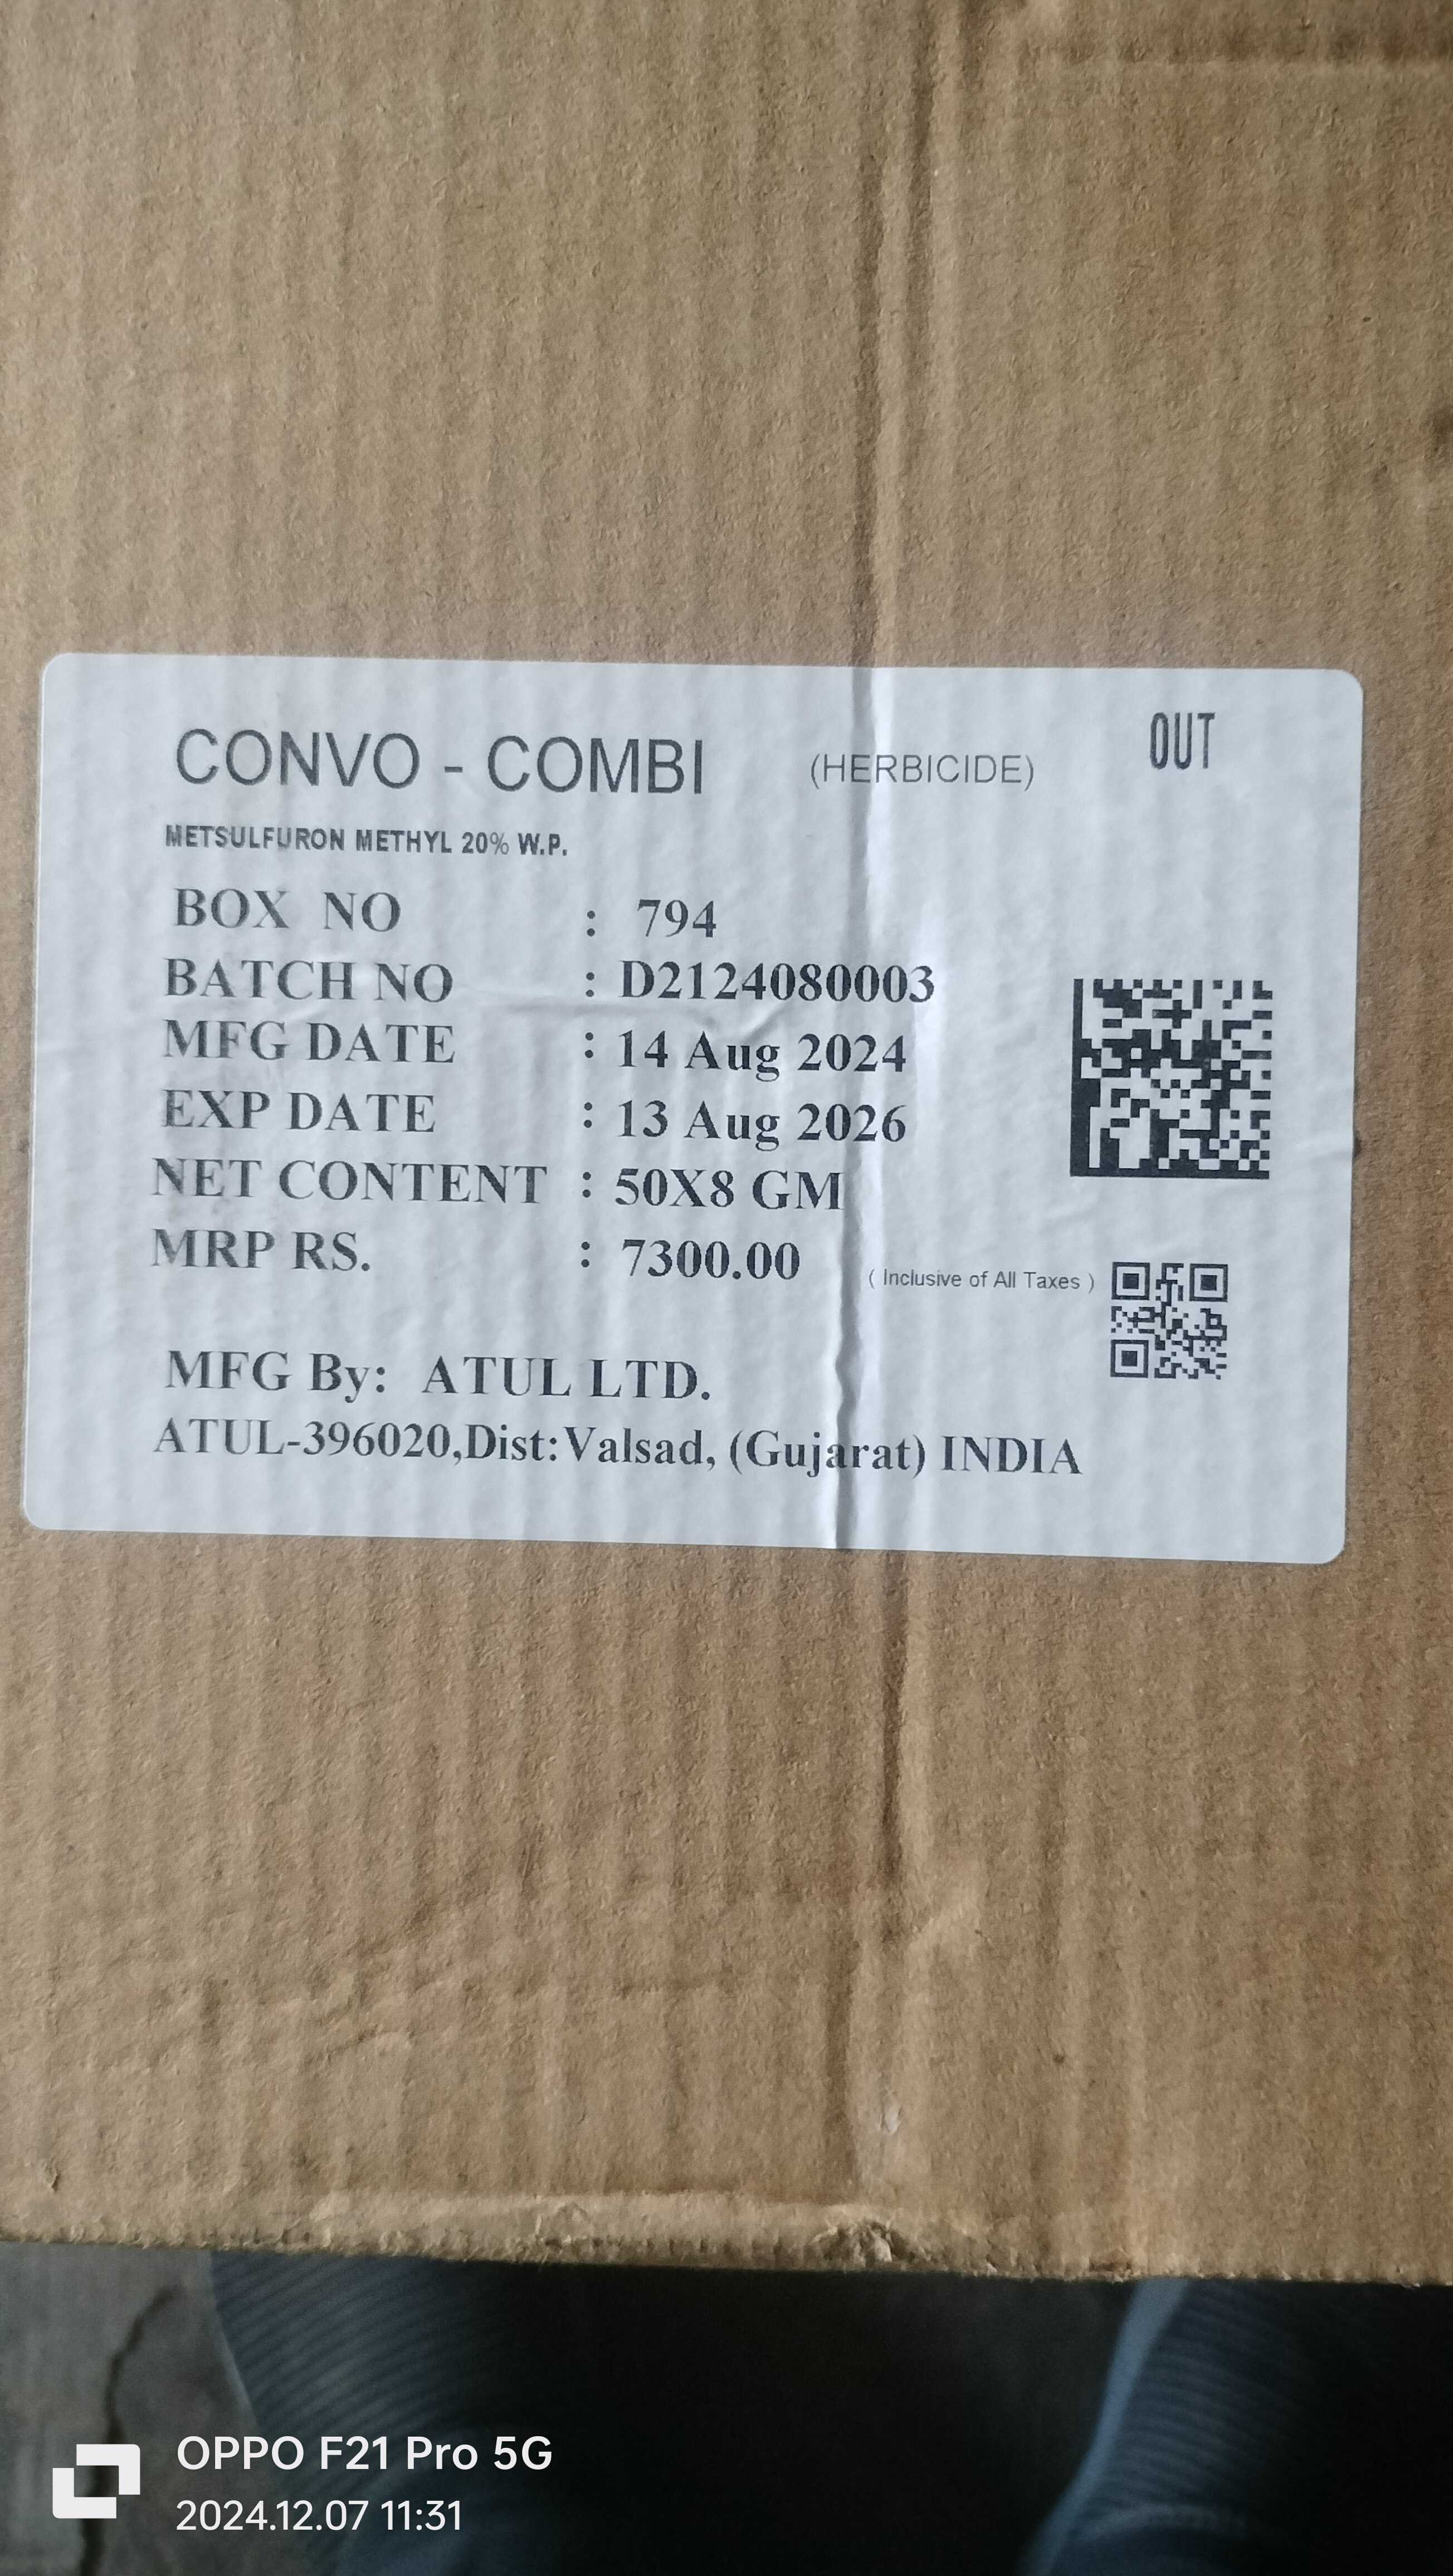 CONVO - COMBI (HERBICIDE) OUT
METSULFURON METHYL 20% W.P.
BOX NO : 794
BATCH NO : D2124080003
MFG DATE : 14 Aug 2024
EXP DATE : 13 Aug 2026
NET CONTENT : 50X8 GM
MRP RS. : 7300.00 ( Inclusive of All Taxes )
MFG By: ATUL LTD.
ATUL-396020,Dist:Valsad, (Gujarat) INDIA
OPPO F21 Pro 5G
2024.12.07 11:31